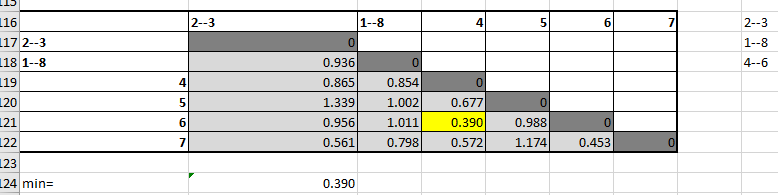 115
116 2--3 1--8 4 5 6 7 2--3
117 2--3 0 1--8
118 1--8 0.936 0 4--6
119 4 0.865 0.854 0
120 5 1.339 1.002 0.677 0
121 6 0.956 1.011 0.390 0.988 0
122 7 0.561 0.798 0.572 1.174 0.453 0
123
124 min= 0.390